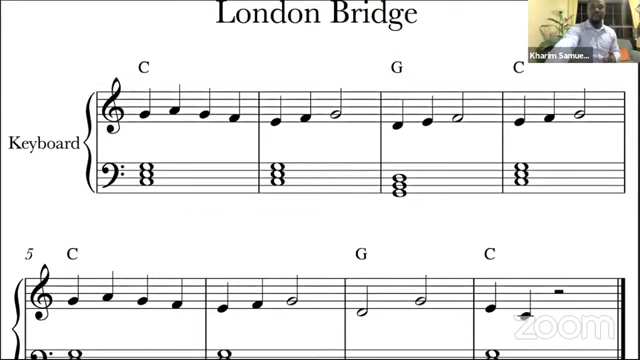 London Bridge
Kharim Samue...
C G C
Keyboard
5 C G C
zoom